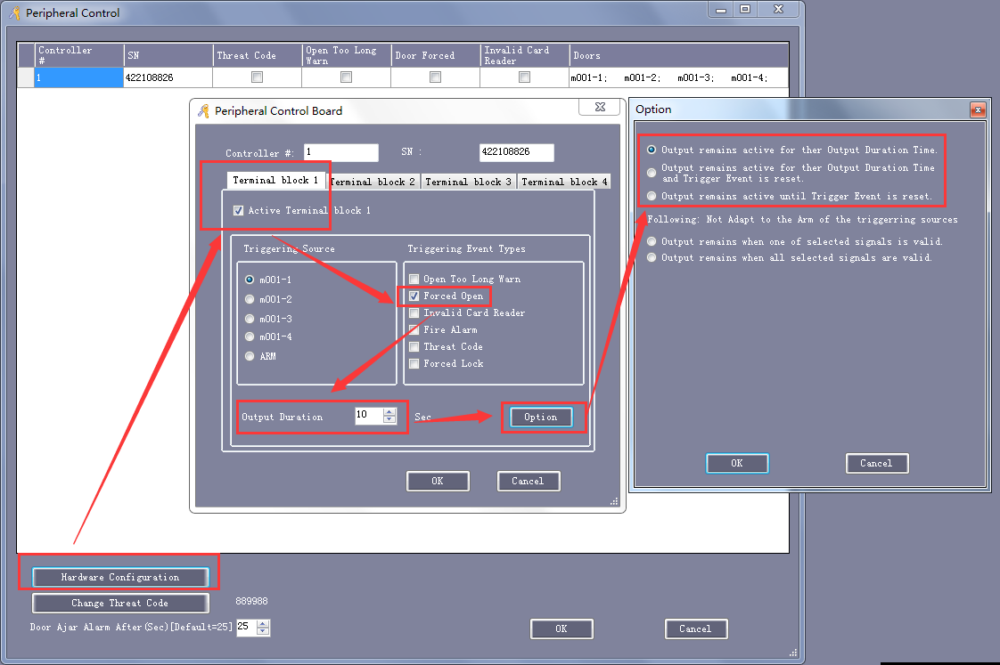 Peripheral Control
Controller #
SN
Threat Code
Open Too Long Warn
Door Forced
Invalid Card Reader
Doors
1
422108826
m001-1; m001-2; m001-3; m001-4;
Peripheral Control Board
Controller #: 1
SN : 422108826
Terminal block 1
Terminal block 2
Terminal block 3
Terminal block 4
Active Terminal block 1
Triggering Source
m001-1
m001-2
m001-3
m001-4
ARM
Triggering Event Types
Open Too Long Warn
Forced Open
Invalid Card Reader
Fire Alarm
Threat Code
Forced Lock
Output Duration 10 Sec
Option
OK
Cancel
Option
Output remains active for ther Output Duration Time.
Output remains active for ther Output Duration Time
and Trigger Event is reset.
Output remains active until Trigger Event is reset.
Following: Not Adapt to the Arm of the triggerring sources
Output remains when one of selected signals is valid.
Output remains when all selected signals are valid.
OK
Cancel
Hardware Configuration
Change Threat Code
889988
Door Ajar Alarm After(Sec)[Default=25] 25
OK
Cancel